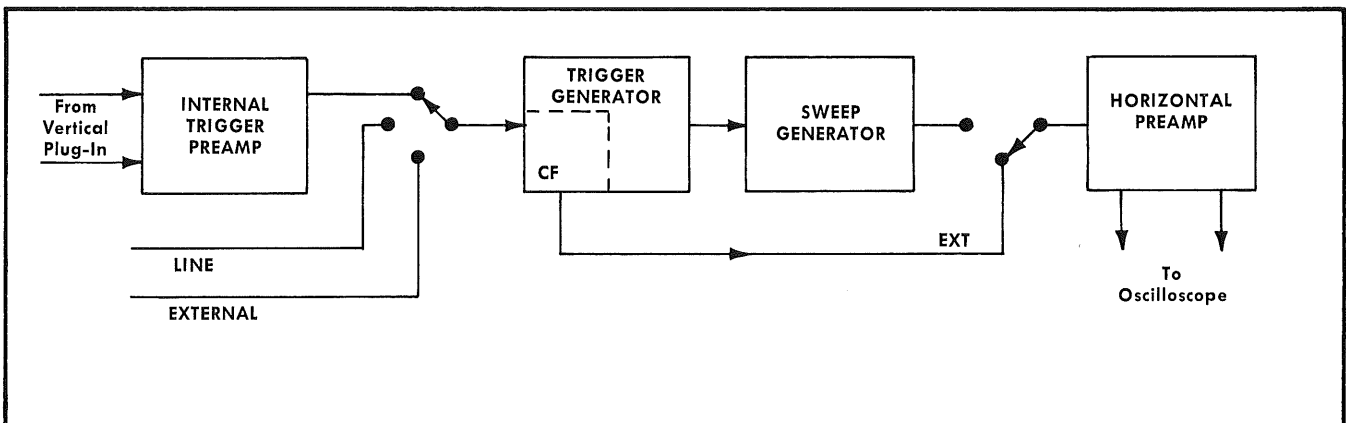 From
Vertical
Plug-In
INTERNAL
TRIGGER
PREAMP
LINE
EXTERNAL
TRIGGER
GENERATOR
CF
SWEEP
GENERATOR
EXT
HORIZONTAL
PREAMP
To
Oscilloscope